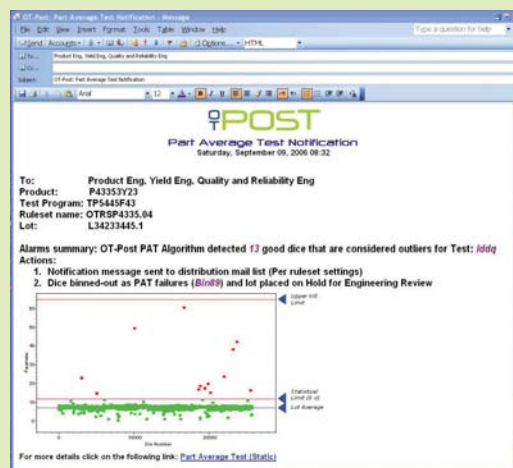 OT-Post: Part Average Test Notification - Message
File Edit View Insert Format Tools Table Window Help
Type a question for help
Send Accounts Options... HTML
To... Product Eng, Yield Eng, Quality and Reliability Eng
Cc...
Subject: OT-Post: Part Average Test Notification
Arial 12 A B I U
OT POST
Part Average Test Notification
Saturday, September 09, 2006 08:32
To: Product Eng, Yield Eng, Quality and Reliability Eng
Product: P43353Y23
Test Program: TP5445F43
Ruleset name: OTRSP4335.04
Lot: L34233445.1
Alarms summary: OT-Post PAT Algorithm detected 13 good dice that are considered outliers for Test: Iddq
Actions:
1. Notification message sent to distribution mail list (Per ruleset settings)
2. Dice binned-out as PAT failures (Bin89) and lot placed on Hold for Engineering Review
Upper Limit
Statistical Limit (6 σ)
Lot Average
0 10000 20000
Die Number
For more details click on the following link: Part Average Test (Static)